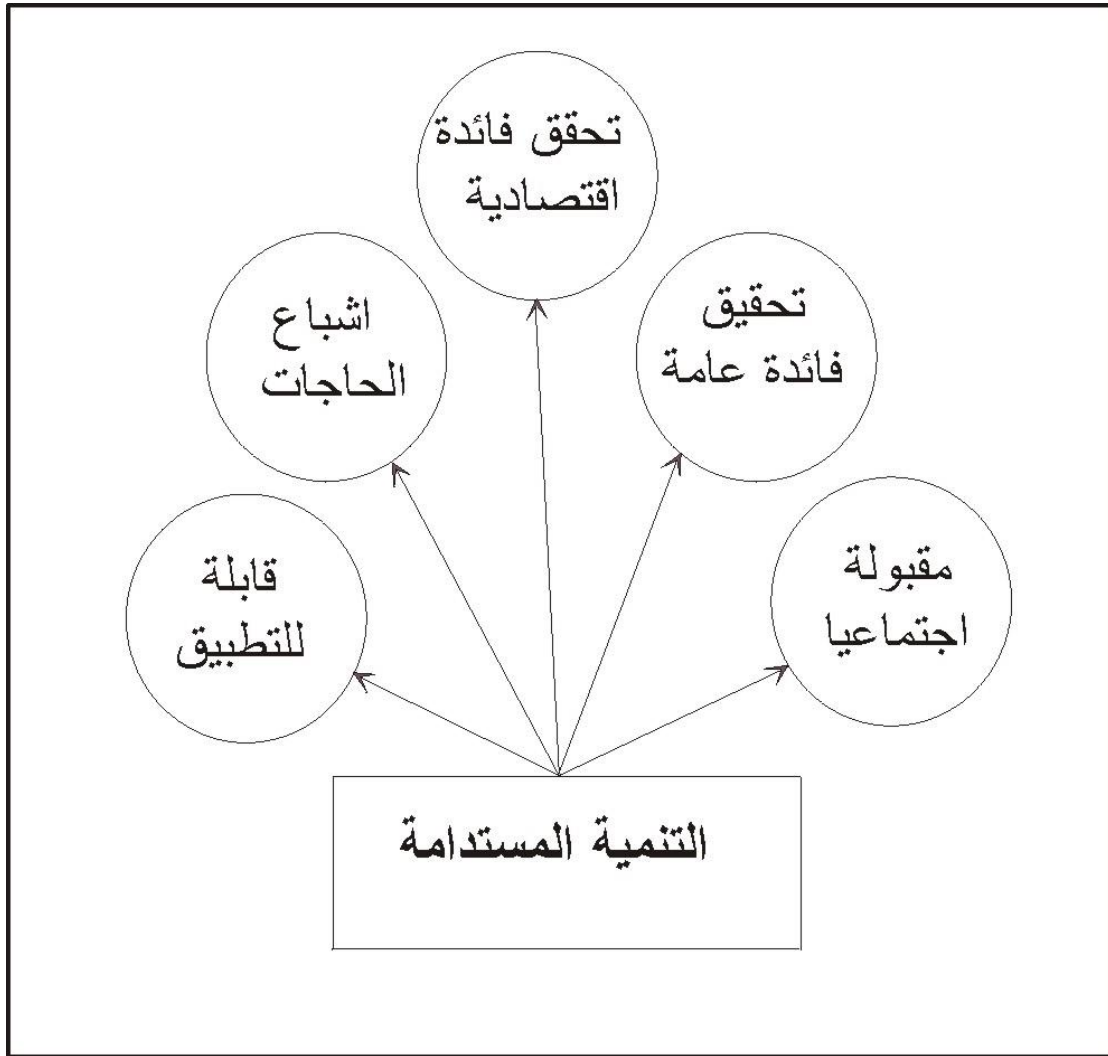 تحقق فائدة
اقتصادية
تحقيق
فائدة عامة
اشباع
الحاجات
مقبولة
اجتماعيا
قابلة
للتطبيق
التنمية المستدامة